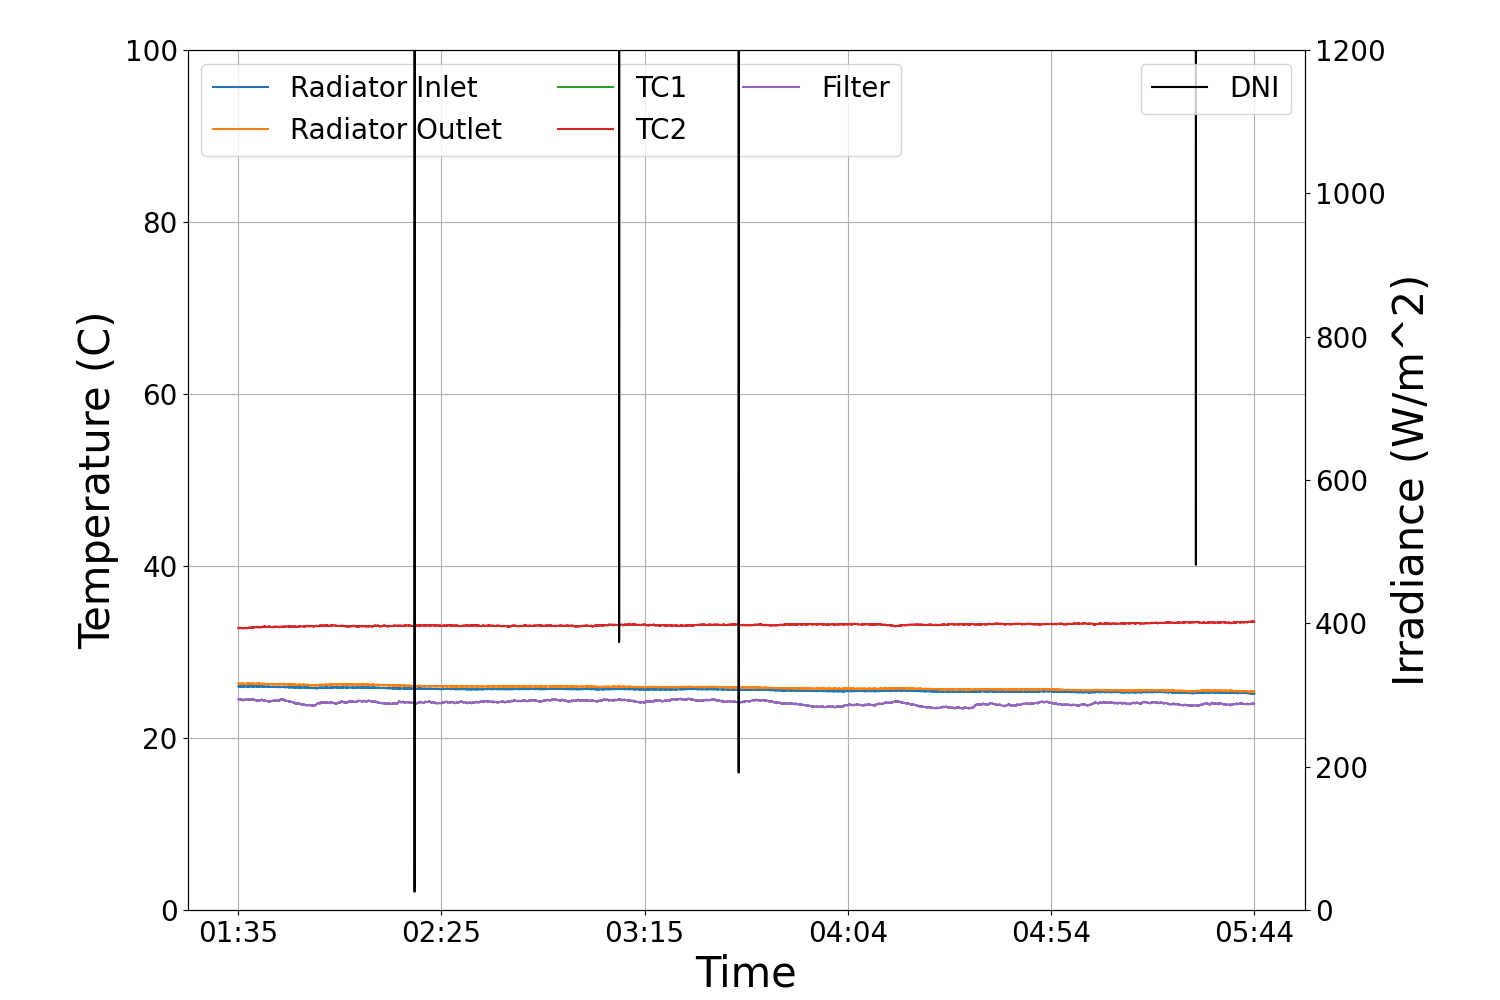 100
80
60
40
20
0
Temperature (C)
Radiator Inlet
Radiator Outlet
TC1
TC2
Filter
DNI
1200
1000
800
600
400
200
0
Irradiance (W/m^2)
01:35 02:25 03:15 04:04 04:54 05:44
Time